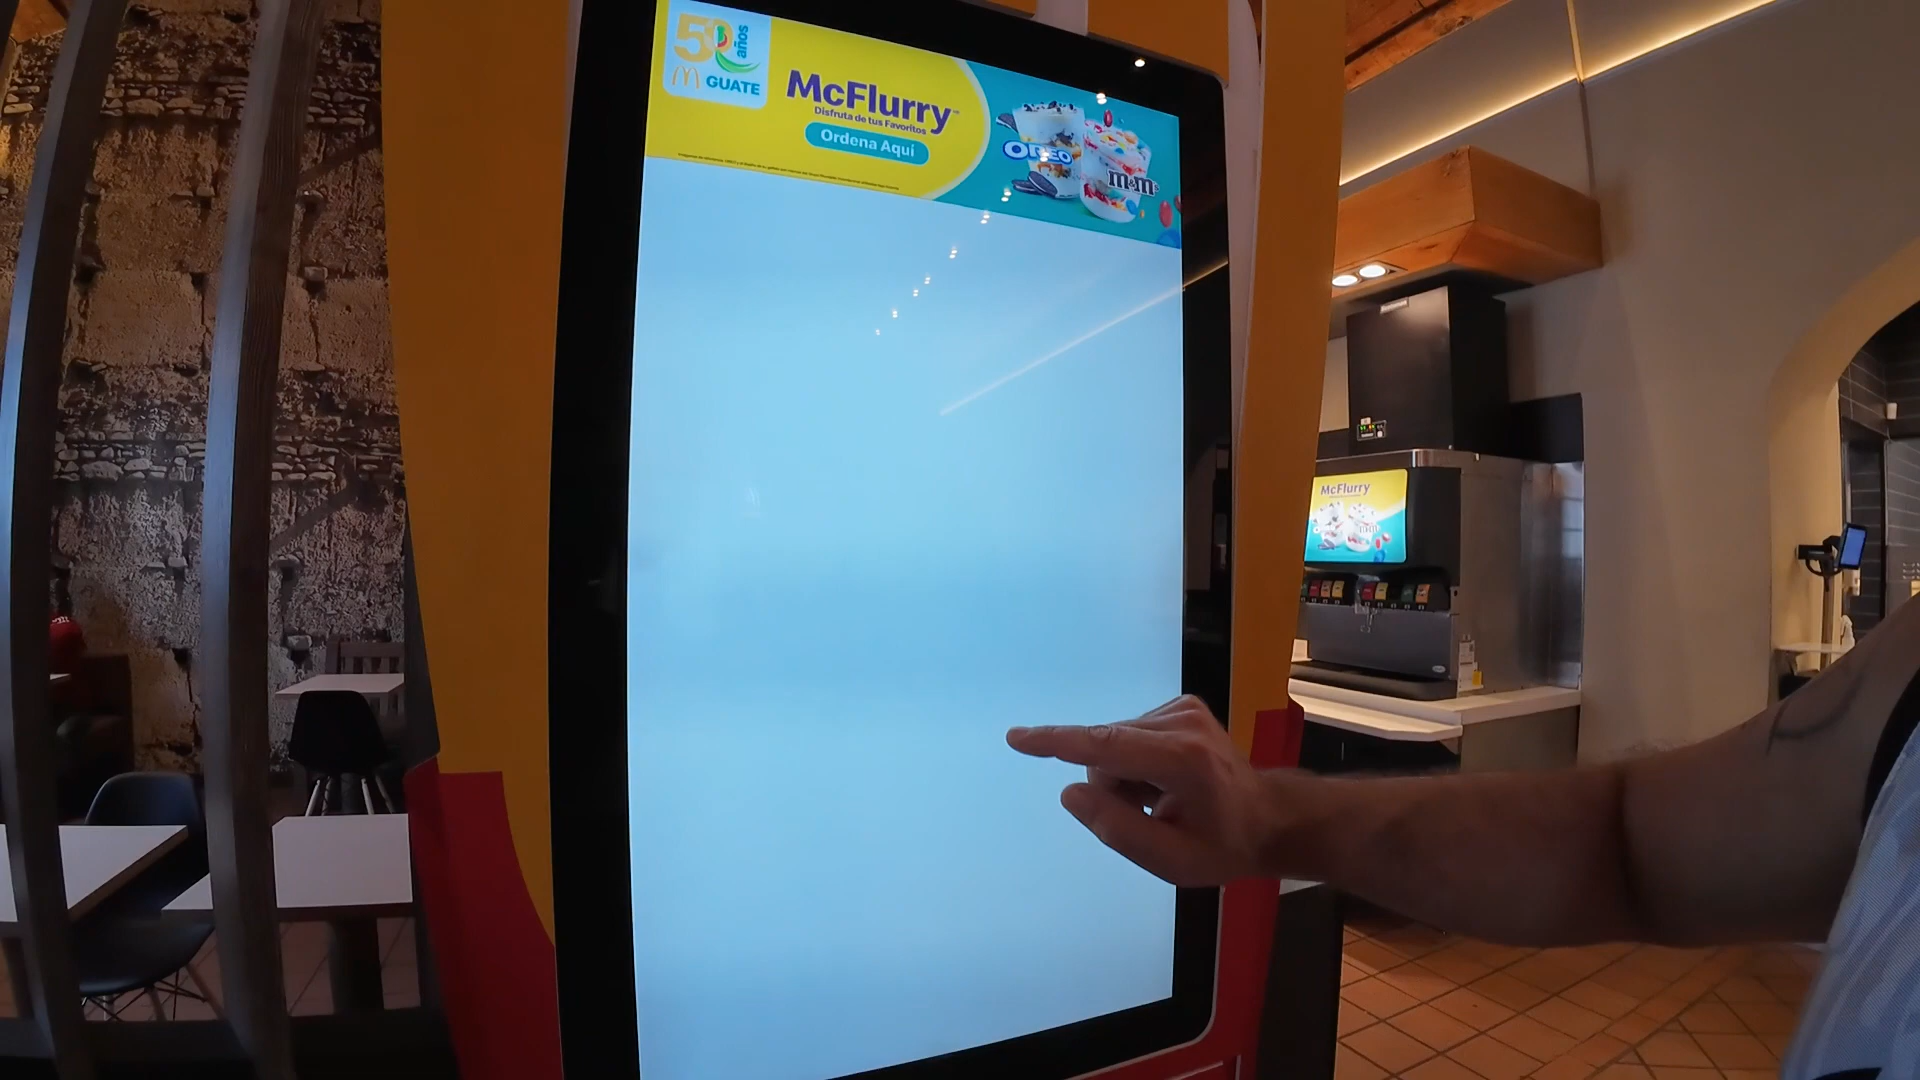 50 años
GUATE
McFlurry
Disfruta de tus Favoritos
Ordena Aquí
OREO
m&m's
McFlurry